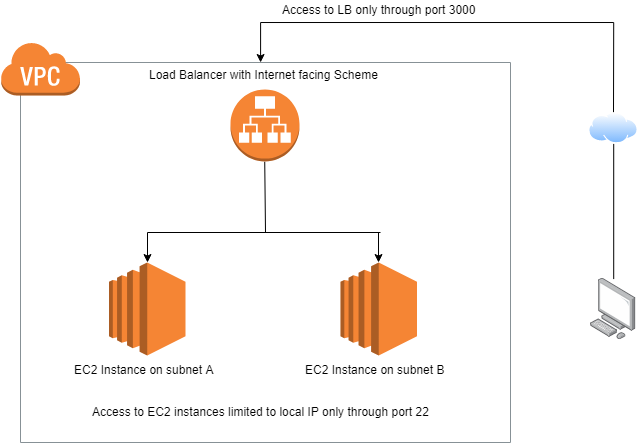 Access to LB only through port 3000
VPC
Load Balancer with Internet facing Scheme
EC2 Instance on subnet A
EC2 Instance on subnet B
Access to EC2 instances limited to local IP only through port 22